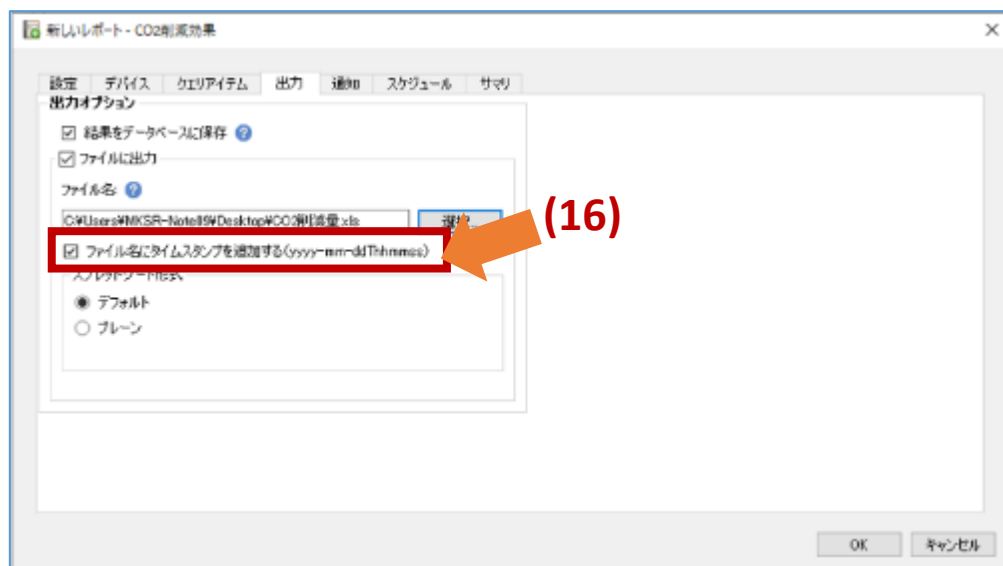 新しいレポート - CO2削減効果
設定 デバイス クエリアイテム 出力 通知 スケジュール サマリ
出力オプション
結果をデータベースに保存
ファイルに出力
ファイル名:
C:¥Users¥MKSR-Note89¥Desktop¥CO2削減量.xls 選択...
(16)
ファイル名にタイムスタンプを追加する(yyyy-mm-ddThhmmss)
スプレッドシート形式
デフォルト
プレーン
OK キャンセル